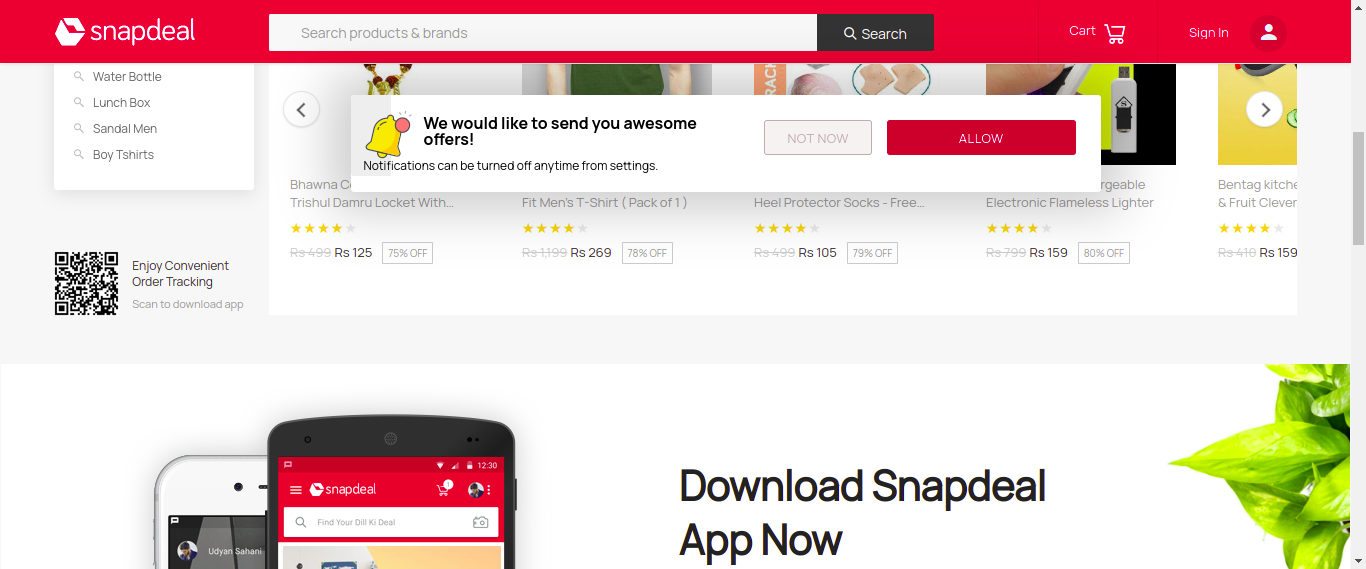 snapdeal
Search products & brands
Search
Cart
Sign In
Water Bottle
Lunch Box
Sandal Men
Boy Tshirts
We would like to send you awesome
offers!
Notifications can be turned off anytime from settings.
NOT NOW
ALLOW
Bhawna
Trishul Damru Locket With...
Rs 499 Rs 125 75% OFF
Fit Men's T-Shirt ( Pack of 1 )
Rs 1,199 Rs 269 78% OFF
Heel Protector Socks - Free...
Rs 499 Rs 105 79% OFF
Electronic Flameless Lighter
Rs 799 Rs 159 80% OFF
Bentag kitche
& Fruit Clever
Rs 410 Rs 159
Enjoy Convenient
Order Tracking
Scan to download app
12:30
snapdeal
1
Find Your Dill Ki Deal
Udyan Sahani
Download Snapdeal
App Now